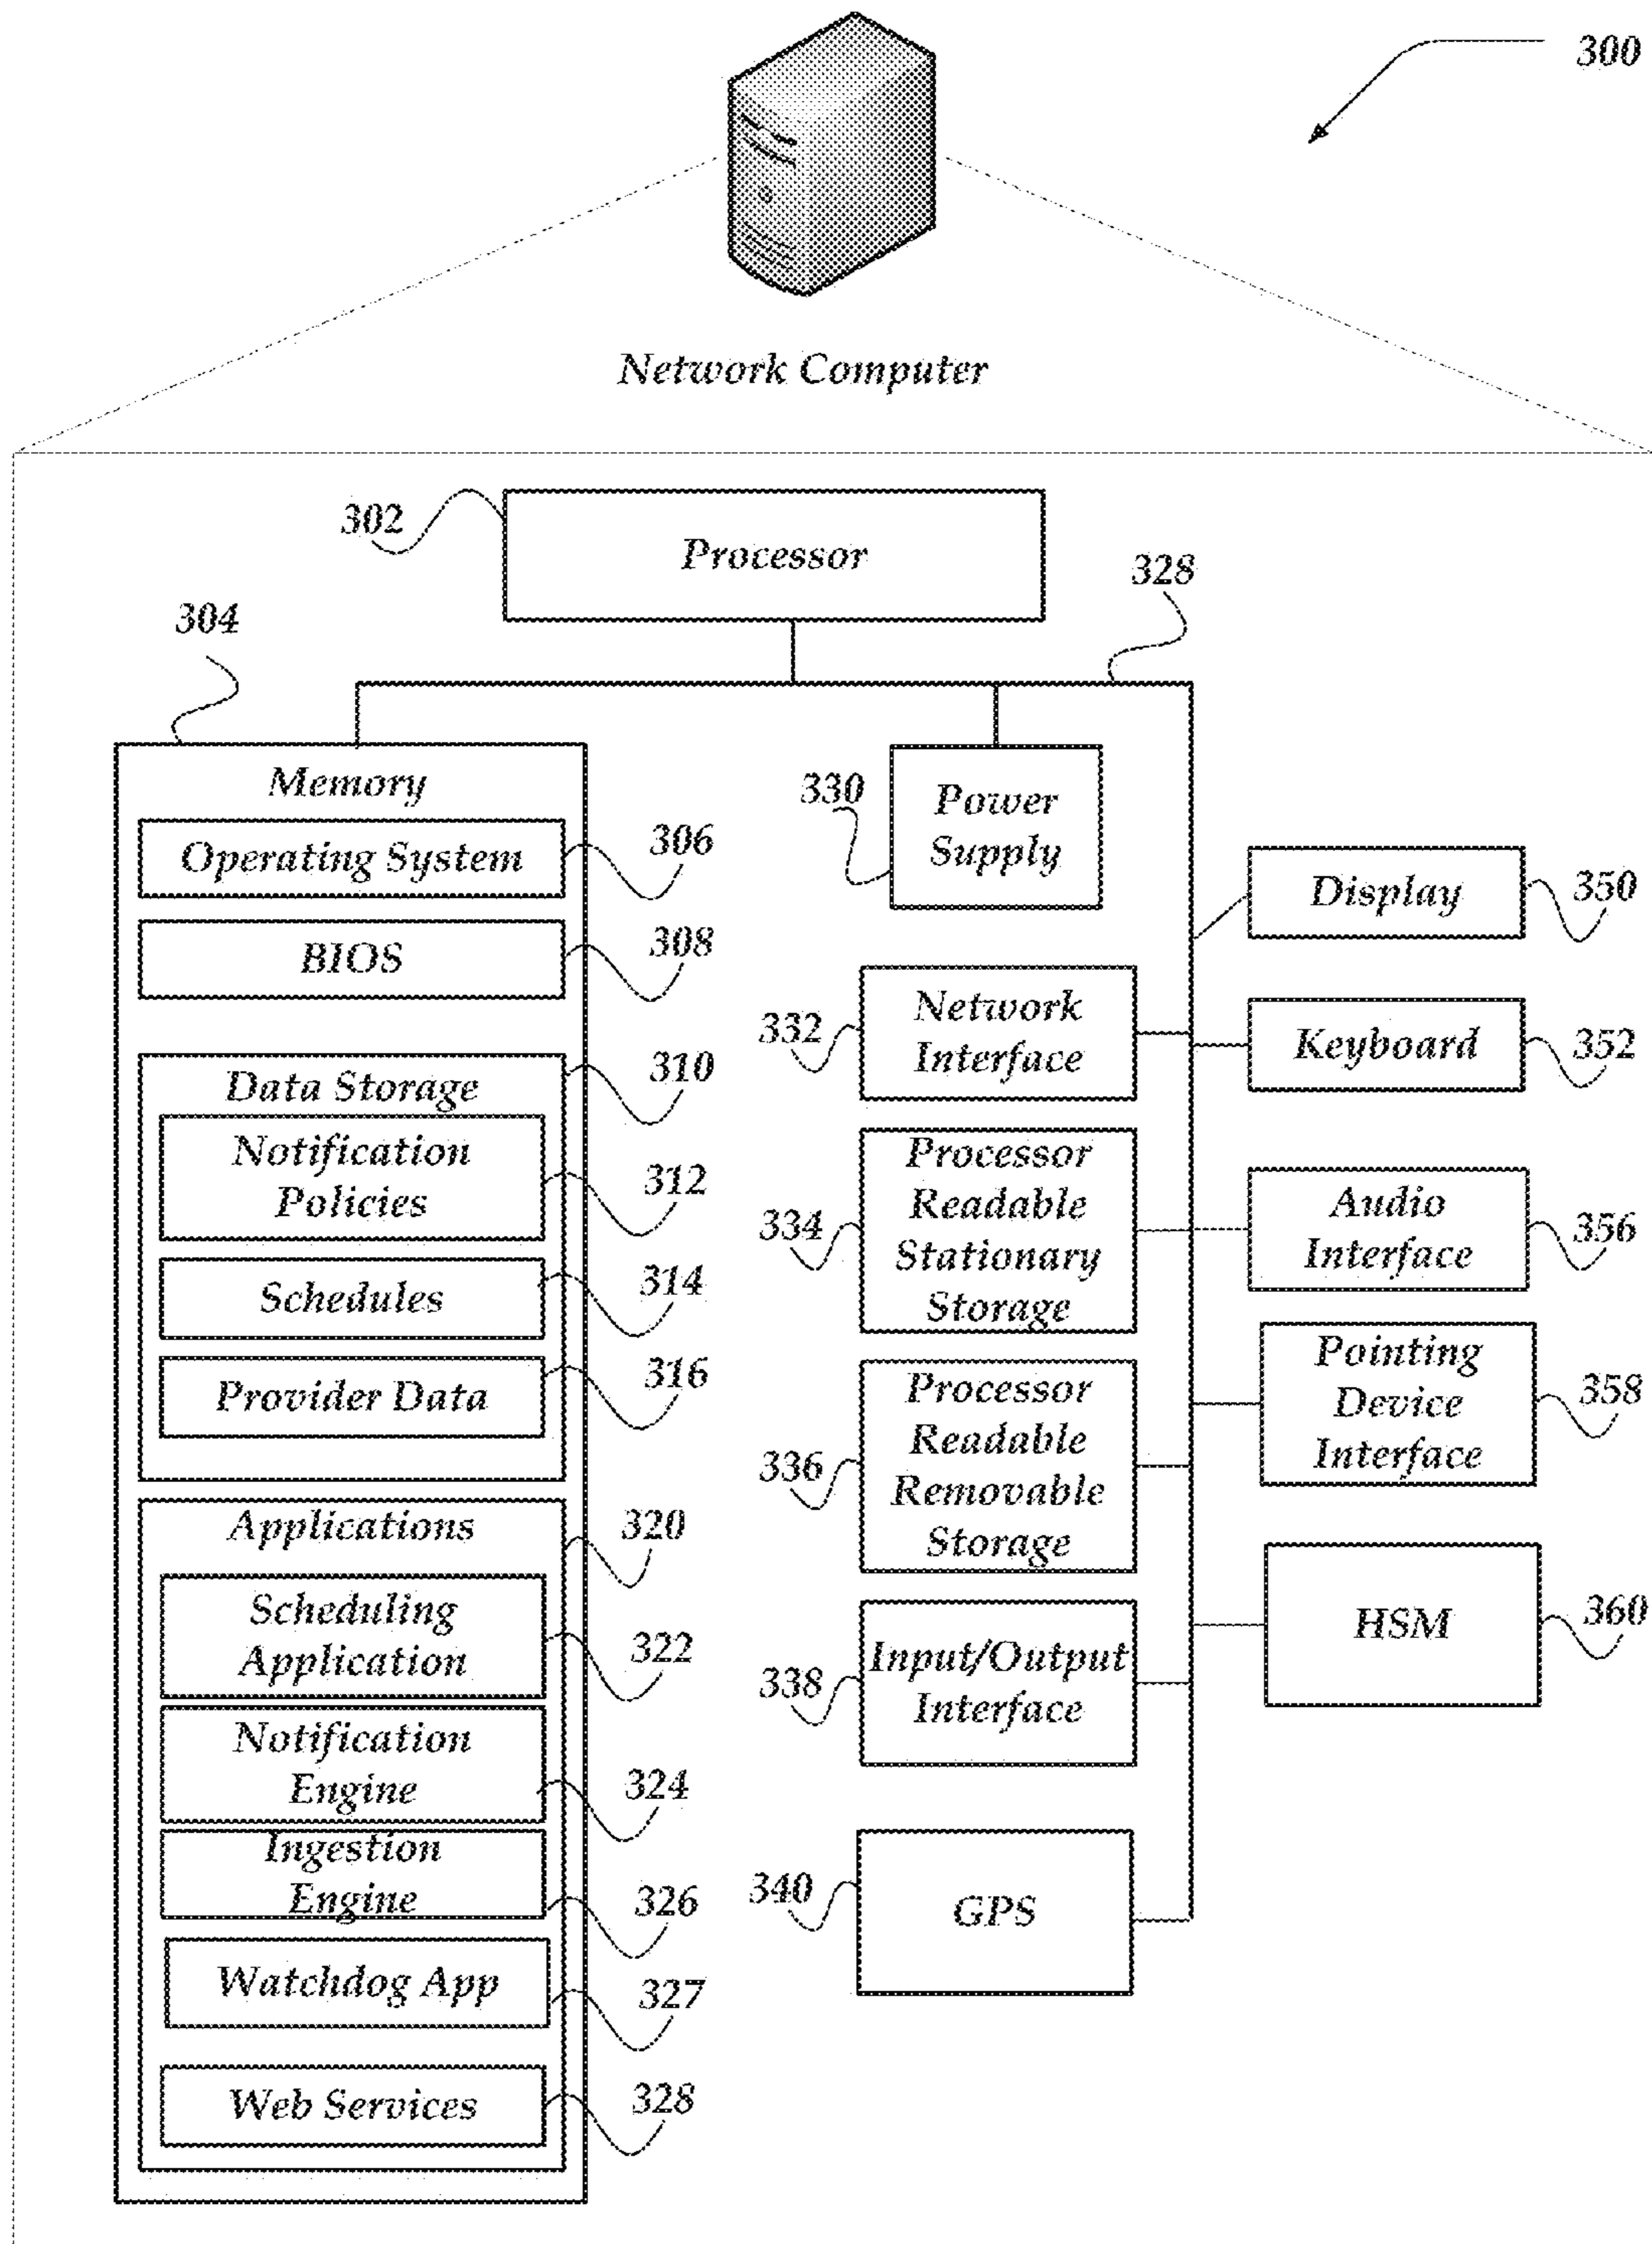 300
Network Computer
302
Processor
328
304
Memory
Operating System
306
BIOS
308
Data Storage
310
Notification
Policies
312
Schedules
314
Provider Data
316
Applications
320
Scheduling
Application
322
Notification
Engine
324
Ingestion
Engine
326
Watchdog App
327
Web Services
328
330
Power
Supply
332
Network
Interface
334
Processor
Readable
Stationary
Storage
336
Processor
Readable
Removable
Storage
338
Input/Output
Interface
340
GPS
Display
350
Keyboard
352
Audio
Interface
356
Pointing
Device
Interface
358
HSM
360